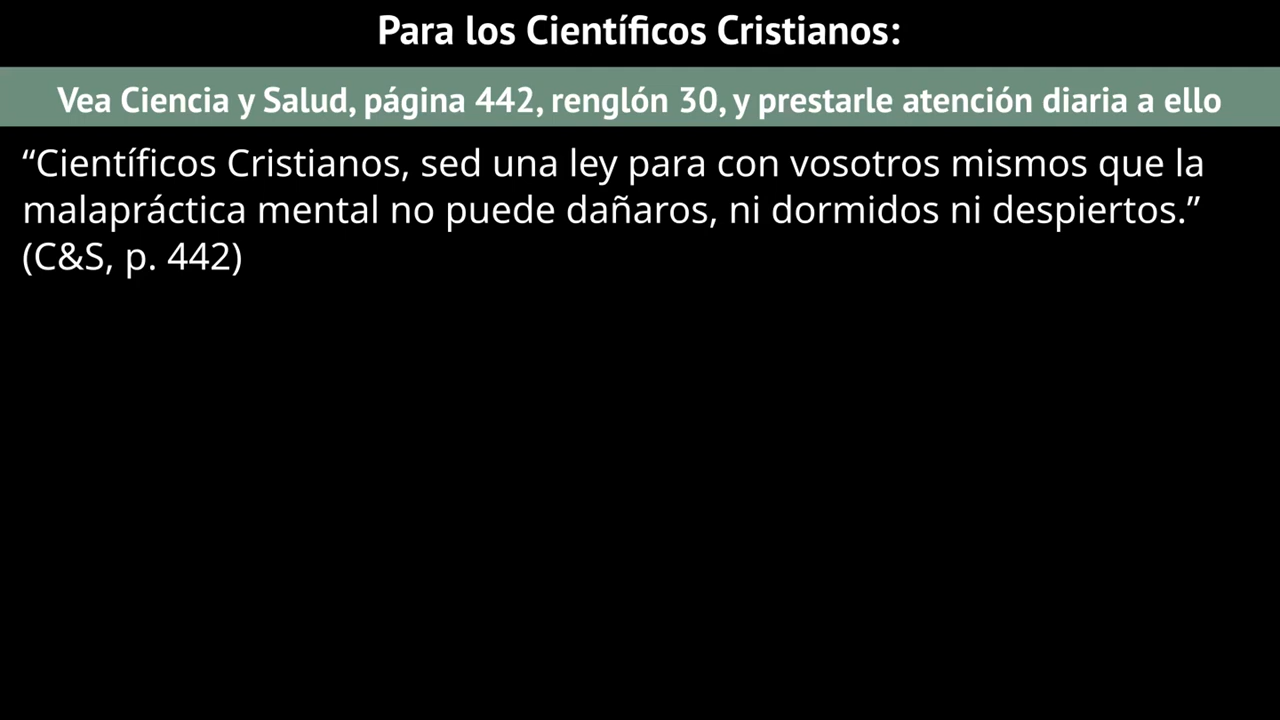 Para los Científicos Cristianos:
Vea Ciencia y Salud, página 442, renglón 30, y prestarle atención diaria a ello
“Científicos Cristianos, sed una ley para con vosotros mismos que la
malapráctica mental no puede dañaros, ni dormidos ni despiertos.”
(C&S, p. 442)